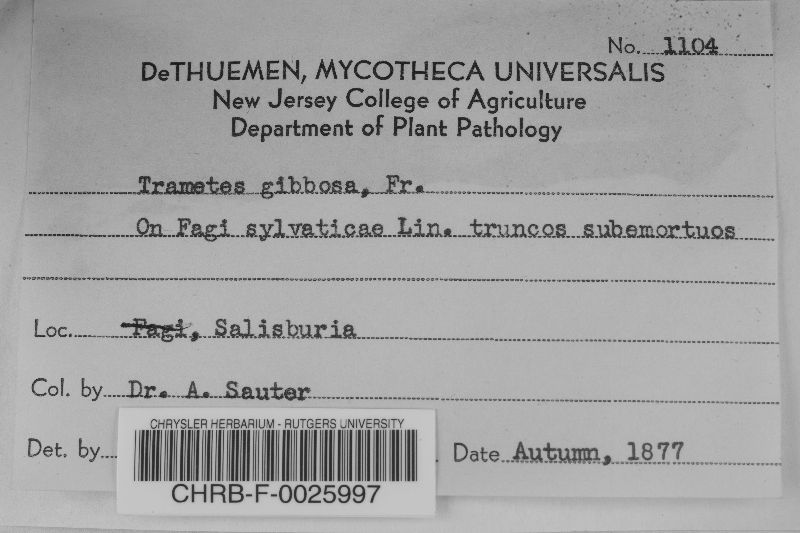 No. 1104
DeTHUEMEN, MYCOTHECA UNIVERSALIS
New Jersey College of Agriculture
Department of Plant Pathology
Trametes gibbosa, Fr.
On Fagi sylvaticae Lin. truncos subemortuos
Loc. Fagi, Salisburia
Col. by Dr. A. Sauter
Det. by Date Autumn, 1877
CHRYSLER HERBARIUM - RUTGERS UNIVERSITY
CHRB-F-0025997